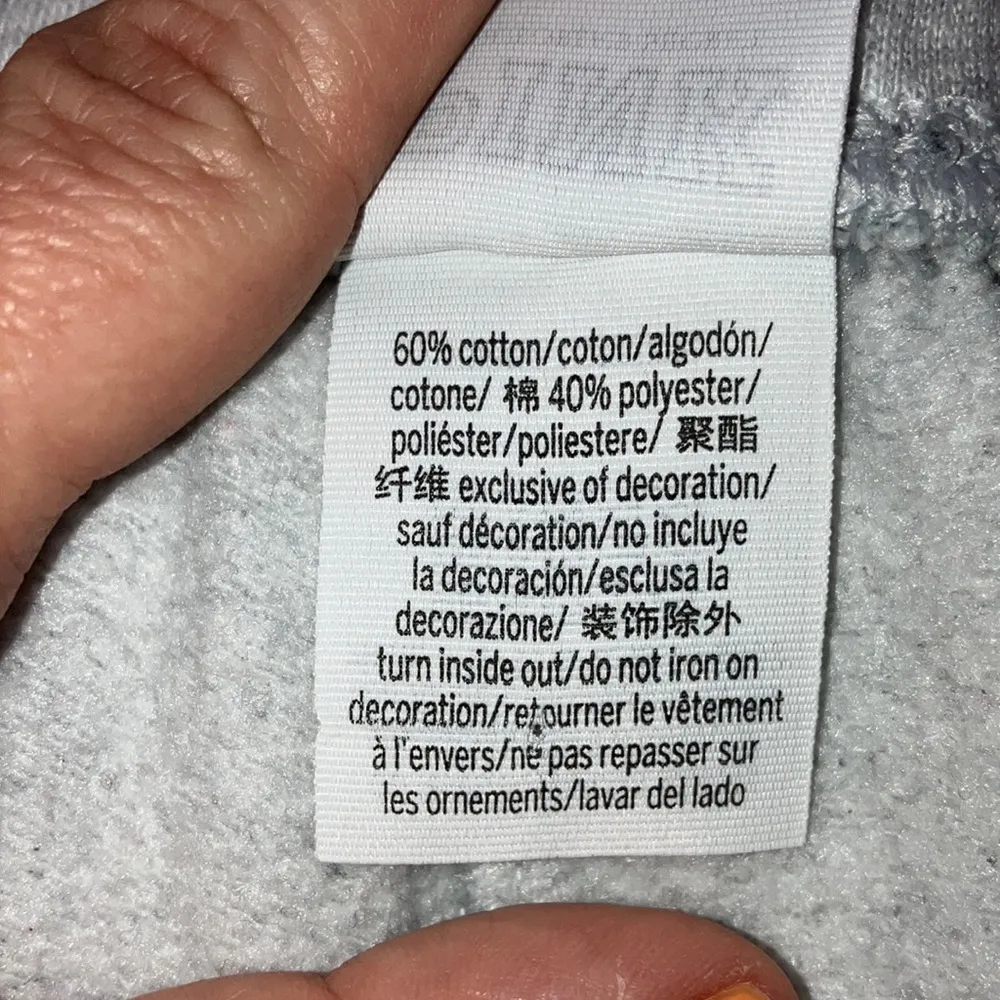 60% cotton/coton/algodón/
cotone/ 棉 40% polyester/
poliéster/poliestere/ 聚酯
纤维 exclusive of decoration/
sauf décoration/no incluye
la decoración/esclusa la
decorazione/ 装饰除外
turn inside out/do not iron on
decoration/retourner le vêtement
à l'envers/ne pas repasser sur
les ornements/lavar del lado